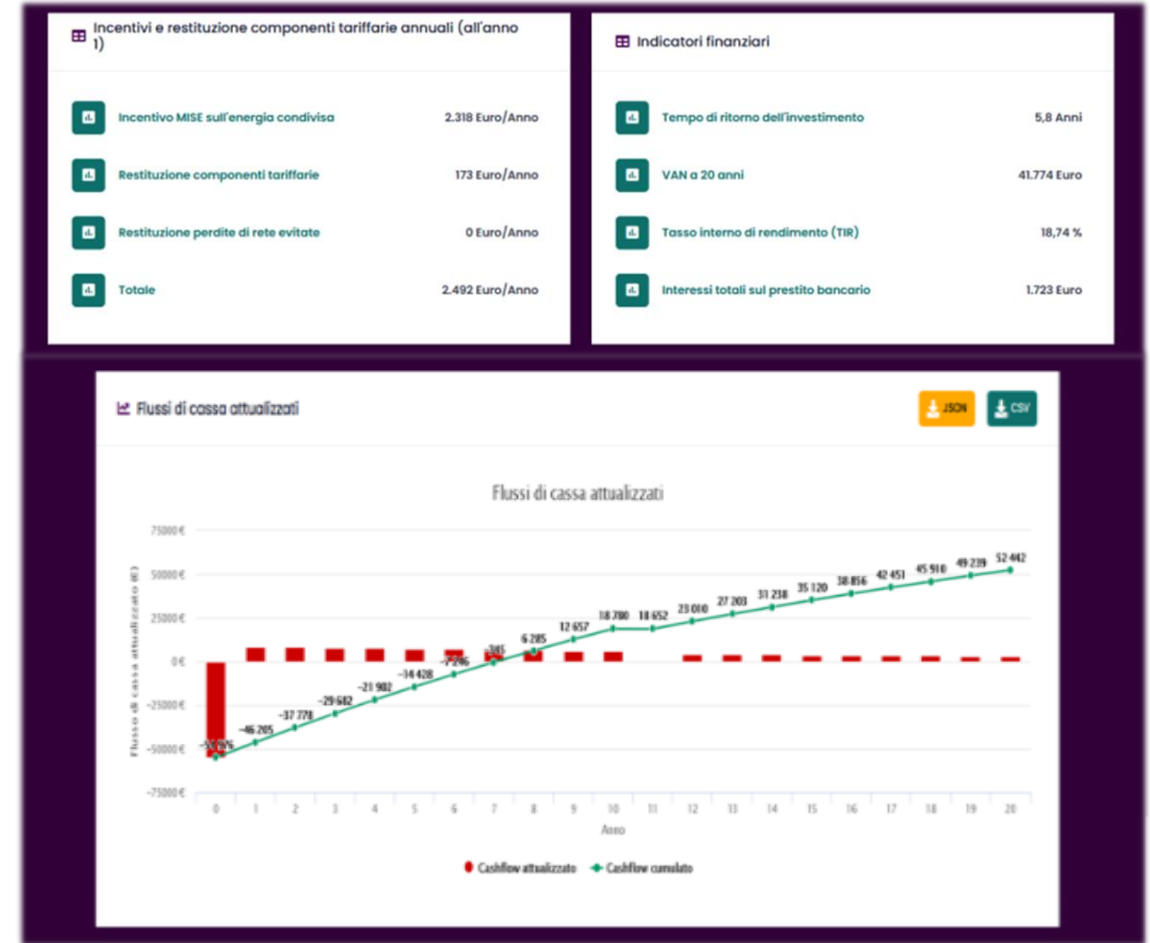 Incentivi e restituzione componenti tariffarie annuali (all'anno
1)
Incentivo MISE sull'energia condivisa 2.318 Euro/Anno
Restituzione componenti tariffarie 173 Euro/Anno
Restituzione perdite di rete evitate 0 Euro/Anno
Totale 2.492 Euro/Anno
Indicatori finanziari
Tempo di ritorno dell'investimento 5,8 Anni
VAN a 20 anni 41.774 Euro
Tasso interno di rendimento (TIR) 18,74 %
Interessi totali sul prestito bancario 1.723 Euro
Flussi di cassa attualizzati
JSON
CSV
Flussi di cassa attualizzati
Flusso di cassa attualizzato (€)
75000 €
50000 €
25000 €
0 €
-25000 €
-50000 €
-75000 €
-46 205
-37 778
-29 682
-21 902
-14 428
6 285
12 657
18 780
18 652
23 010
27 203
31 238
35 120
38 856
42 451
45 910
49 239
52 442
0 1 2 3 4 5 6 7 8 9 10 11 12 13 14 15 16 17 18 19 20
Anno
Cashflow attualizzato Cashflow cumulato